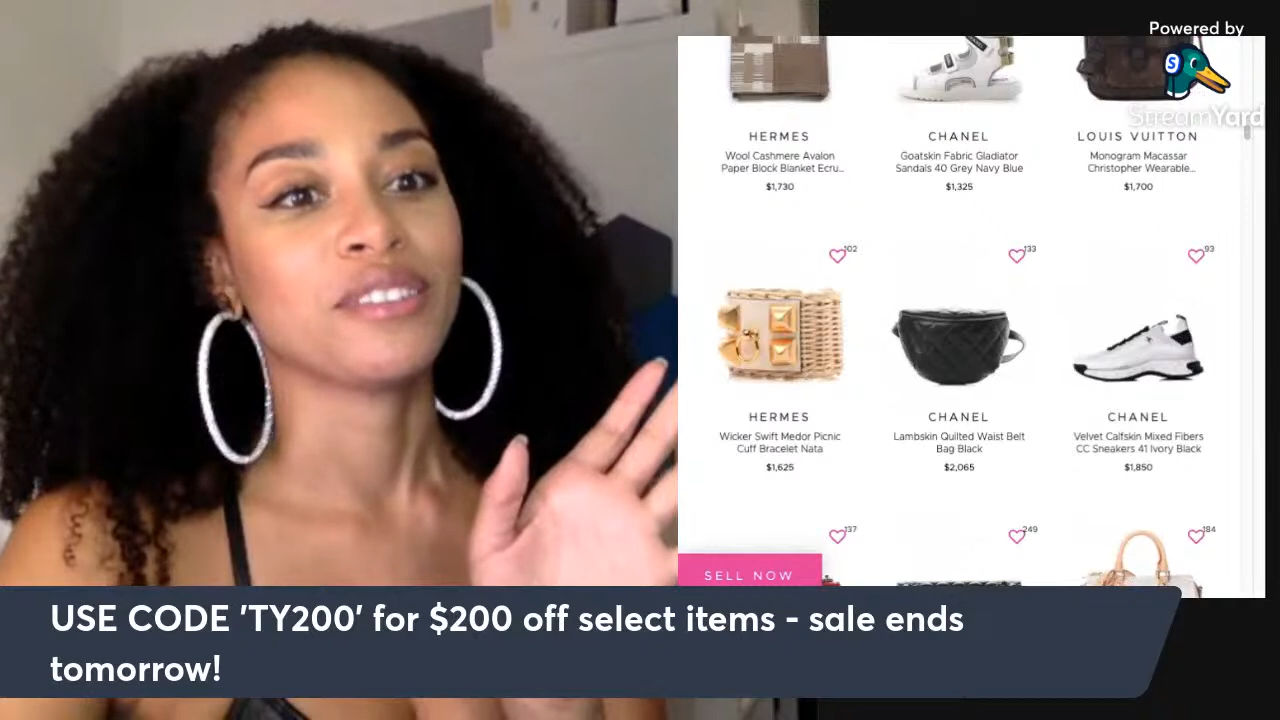 Powered by
StreamYard
HERMES
Wool Cashmere Avalon
Paper Block Blanket Ecru...
$1,730
CHANEL
Goatskin Fabric Gladiator
Sandals 40 Grey Navy Blue
$1,325
LOUIS VUITTON
Monogram Macassar
Christopher Wearable...
$1,700
102
133
93
HERMES
Wicker Swift Medor Picnic
Cuff Bracelet Nata
$1,625
CHANEL
Lambskin Quilted Waist Belt
Bag Black
$2,065
CHANEL
Velvet Calfskin Mixed Fibers
CC Sneakers 41 Ivory Black
$1,850
137
249
184
SELL NOW
USE CODE 'TY200' for $200 off select items - sale ends
tomorrow!